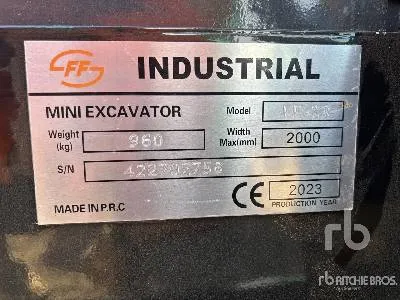 FF INDUSTRIAL
MINI EXCAVATOR Model
Weight (kg) 960 Width Max(mm) 2000
S/N
MADE IN P.R.C CE 2023
PRODUCTION YEAR
rb
rb RITCHIE BROS.